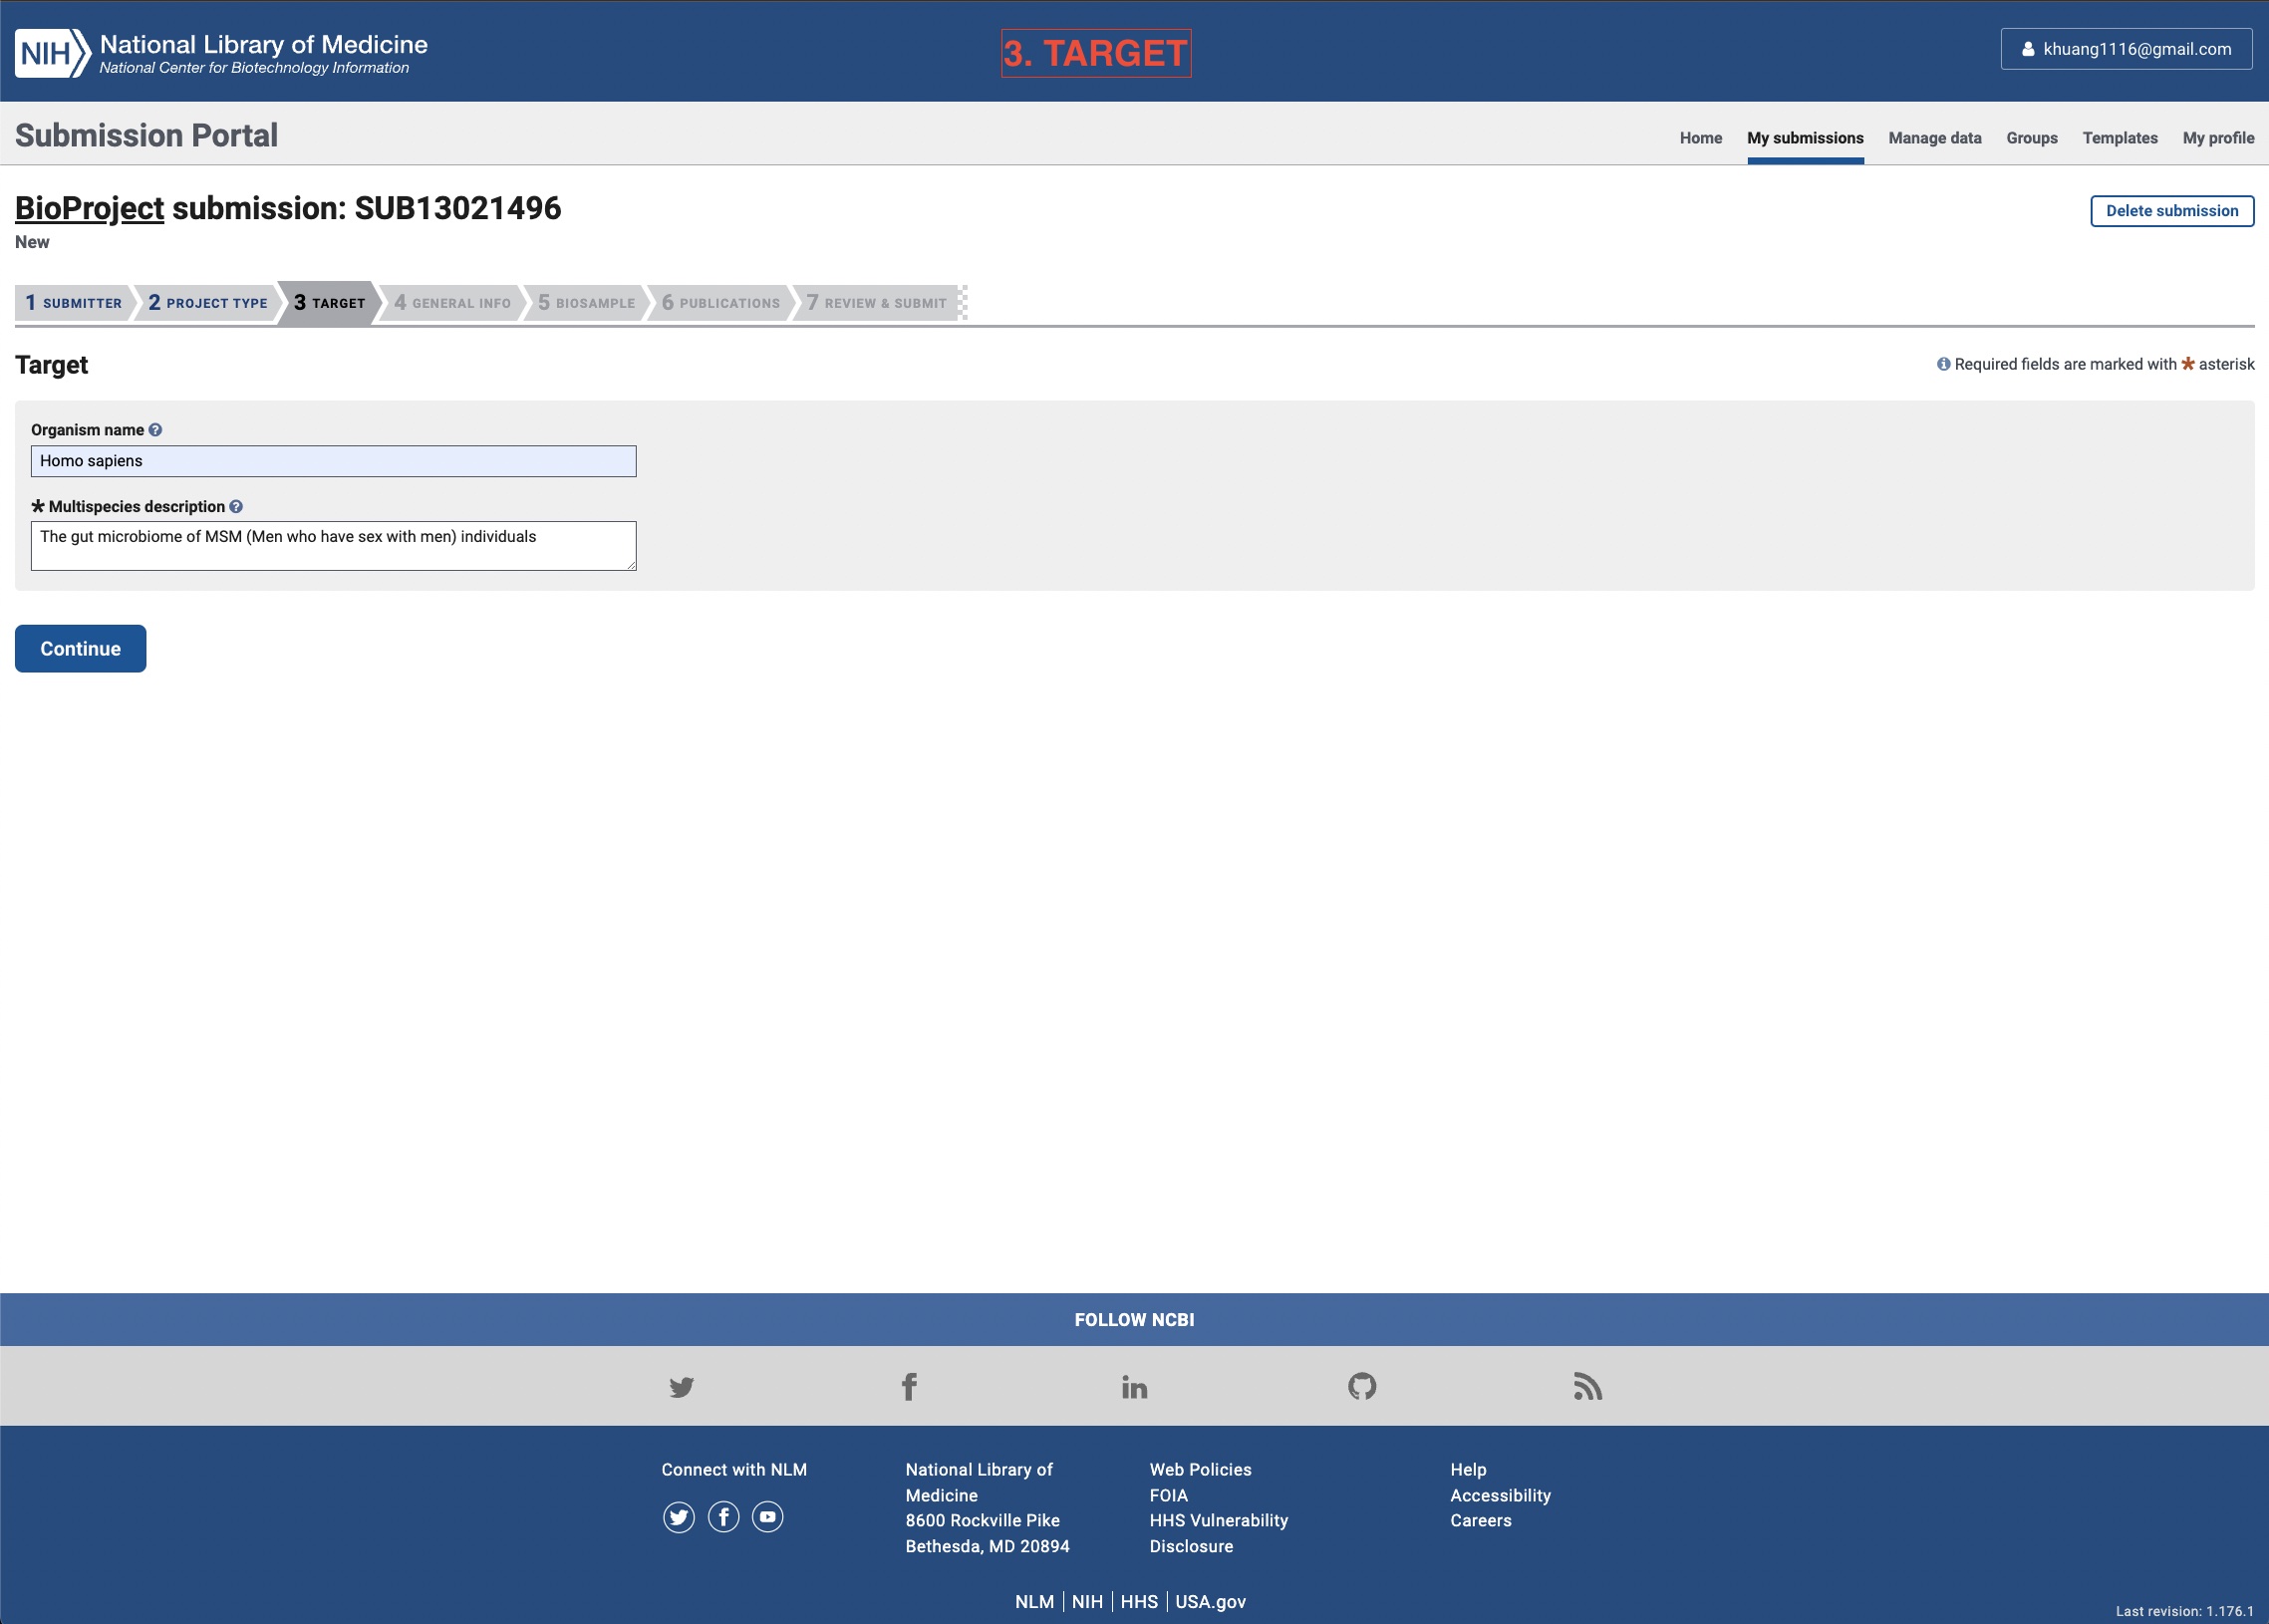 NIH National Library of Medicine
National Center for Biotechnology Information
3. TARGET
khuang1116@gmail.com
Submission Portal
Home My submissions Manage data Groups Templates My profile
BioProject submission: SUB13021496
Delete submission
New
1 SUBMITTER 2 PROJECT TYPE 3 TARGET 4 GENERAL INFO 5 BIOSAMPLE 6 PUBLICATIONS 7 REVIEW & SUBMIT
Target
Required fields are marked with * asterisk
Organism name
Homo sapiens
* Multispecies description
The gut microbiome of MSM (Men who have sex with men) individuals
Continue
FOLLOW NCBI
Connect with NLM
National Library of
Medicine
8600 Rockville Pike
Bethesda, MD 20894
Web Policies
FOIA
HHS Vulnerability
Disclosure
Help
Accessibility
Careers
NLM | NIH | HHS | USA.gov
Last revision: 1.176.1